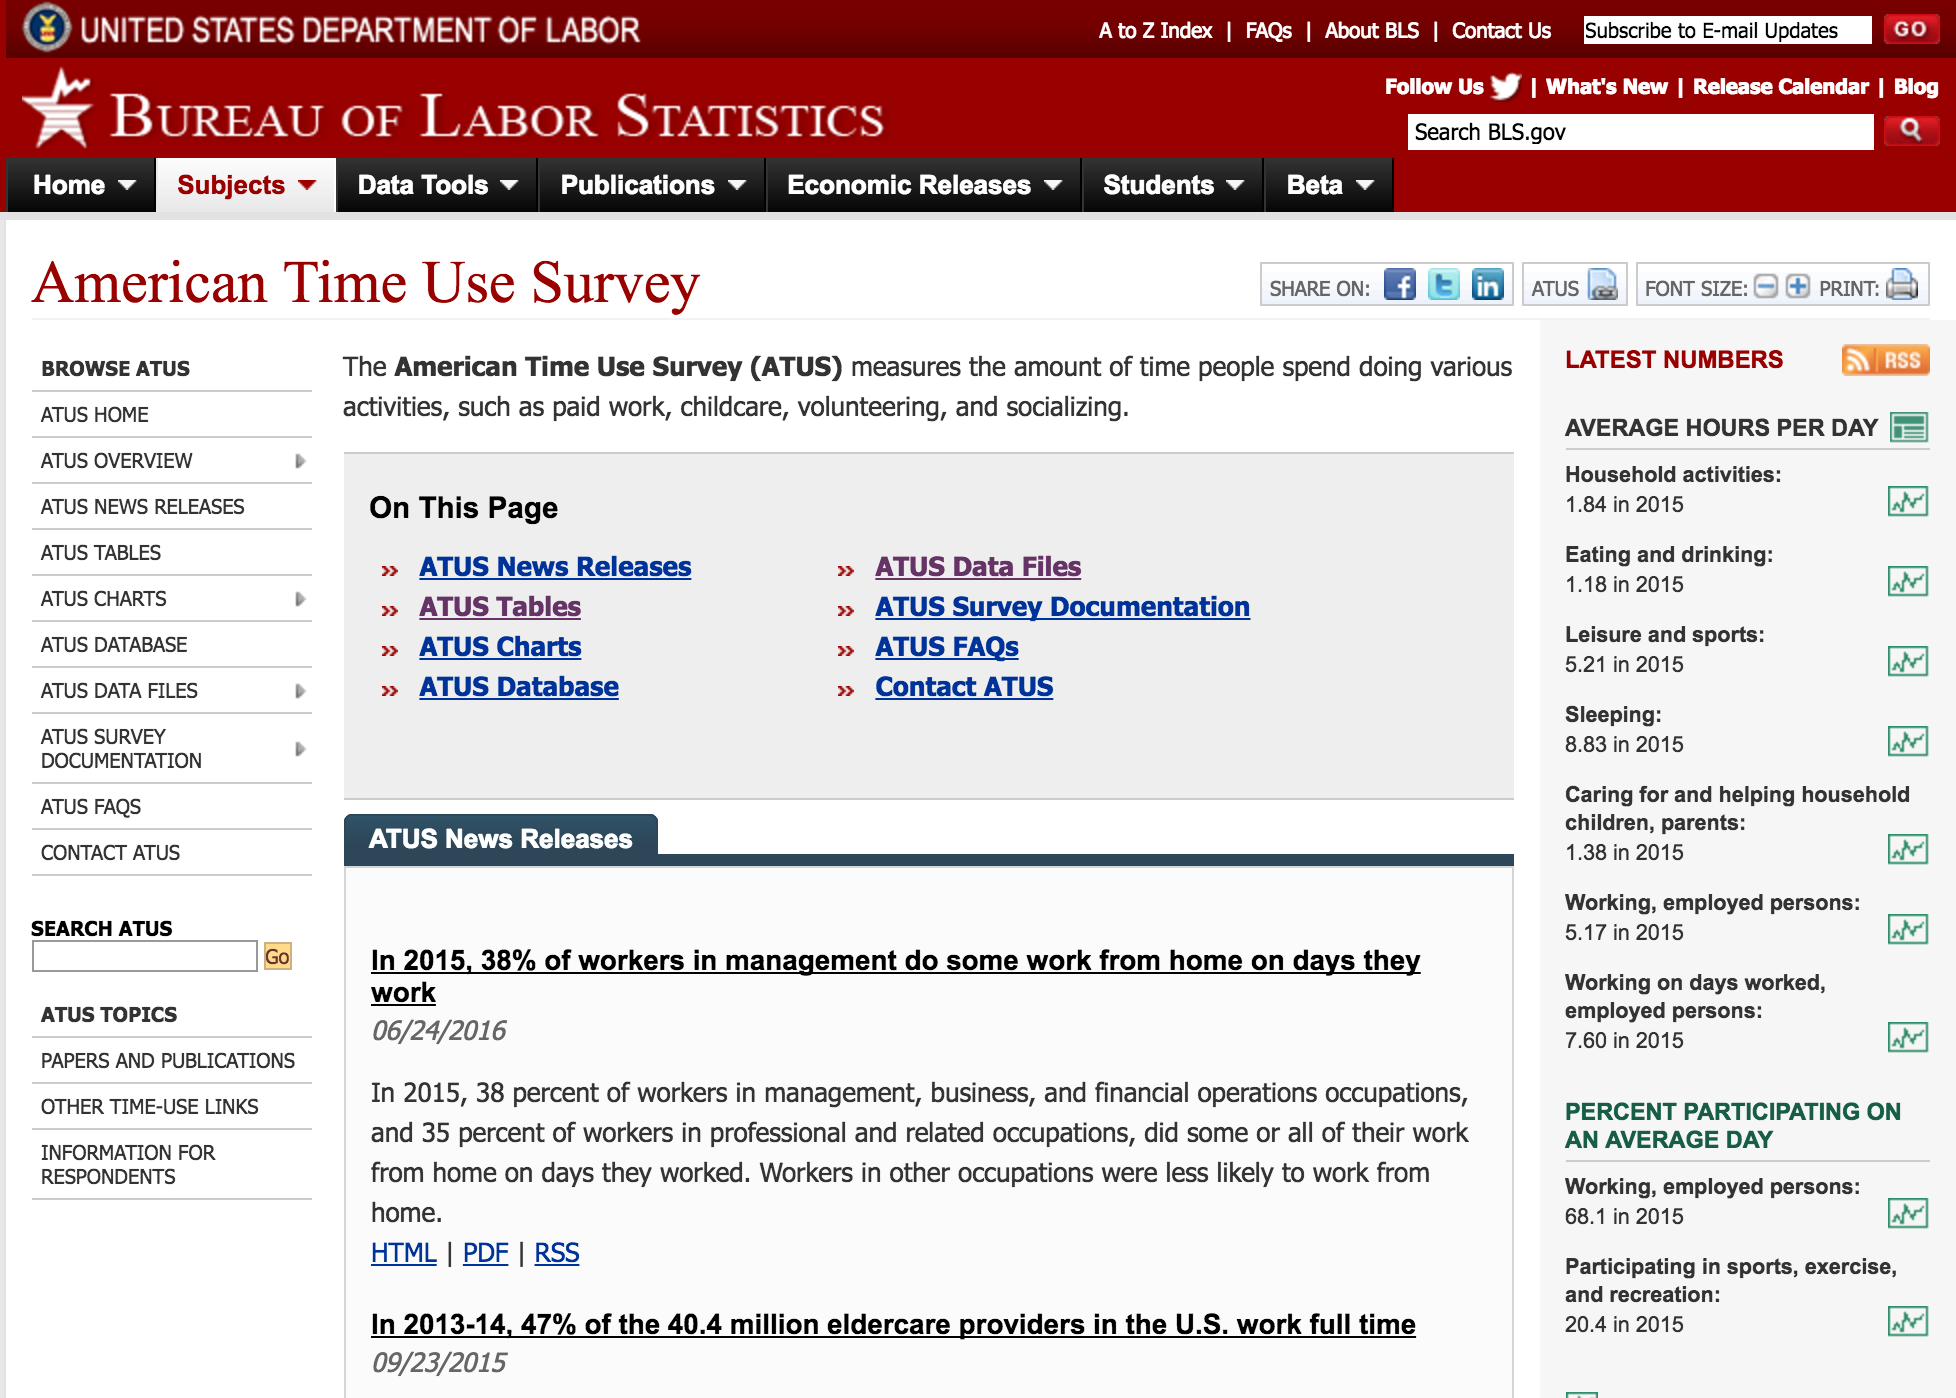 UNITED STATES DEPARTMENT OF LABOR
A to Z Index | FAQs | About BLS | Contact Us
Subscribe to E-mail Updates
GO
BUREAU OF LABOR STATISTICS
Follow Us | What's New | Release Calendar | Blog
Search BLS.gov
Home
Subjects
Data Tools
Publications
Economic Releases
Students
Beta
American Time Use Survey
SHARE ON:
ATUS
FONT SIZE:
PRINT:
BROWSE ATUS
ATUS HOME
ATUS OVERVIEW
ATUS NEWS RELEASES
ATUS TABLES
ATUS CHARTS
ATUS DATABASE
ATUS DATA FILES
ATUS SURVEY
DOCUMENTATION
ATUS FAQS
CONTACT ATUS
SEARCH ATUS
Go
ATUS TOPICS
PAPERS AND PUBLICATIONS
OTHER TIME-USE LINKS
INFORMATION FOR
RESPONDENTS
The American Time Use Survey (ATUS) measures the amount of time people spend doing various
activities, such as paid work, childcare, volunteering, and socializing.
On This Page
» ATUS News Releases
» ATUS Tables
» ATUS Charts
» ATUS Database
» ATUS Data Files
» ATUS Survey Documentation
» ATUS FAQs
» Contact ATUS
ATUS News Releases
In 2015, 38% of workers in management do some work from home on days they
work
06/24/2016
In 2015, 38 percent of workers in management, business, and financial operations occupations,
and 35 percent of workers in professional and related occupations, did some or all of their work
from home on days they worked. Workers in other occupations were less likely to work from
home.
HTML | PDF | RSS
In 2013-14, 47% of the 40.4 million eldercare providers in the U.S. work full time
09/23/2015
LATEST NUMBERS
RSS
AVERAGE HOURS PER DAY
Household activities:
1.84 in 2015
Eating and drinking:
1.18 in 2015
Leisure and sports:
5.21 in 2015
Sleeping:
8.83 in 2015
Caring for and helping household
children, parents:
1.38 in 2015
Working, employed persons:
5.17 in 2015
Working on days worked,
employed persons:
7.60 in 2015
PERCENT PARTICIPATING ON
AN AVERAGE DAY
Working, employed persons:
68.1 in 2015
Participating in sports, exercise,
and recreation:
20.4 in 2015